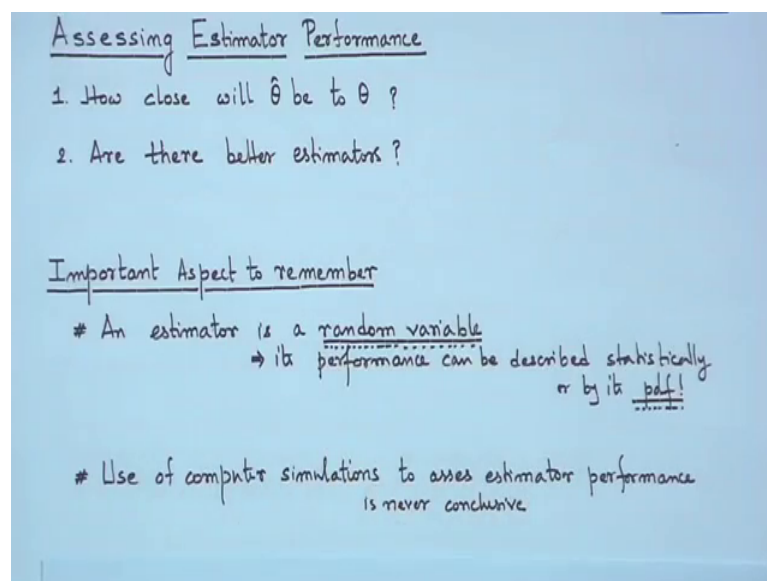 Assessing Estimator Performance
1. How close will θ̂ be to θ ?
2. Are there better estimators ?
Important Aspect to remember
# An estimator is a random variable
→ its performance can be described statistically
or by its pdf!
# Use of computer simulations to asses estimator performance
is never conclusive